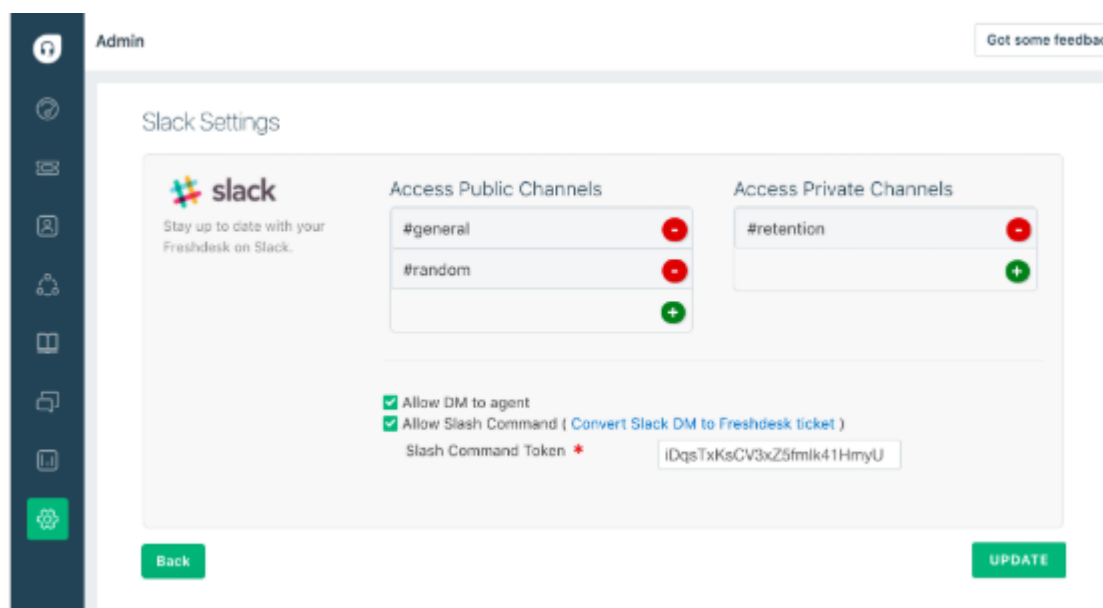 Admin
Got some feedbac
Slack Settings
slack
Stay up to date with your
Freshdesk on Slack.
Access Public Channels
#general
#random
Access Private Channels
#retention
Allow DM to agent
Allow Slash Command ( Convert Slack DM to Freshdesk ticket )
Slash Command Token *
iDqsTxKsCV3xZ5fmlk41HmyU
Back
UPDATE